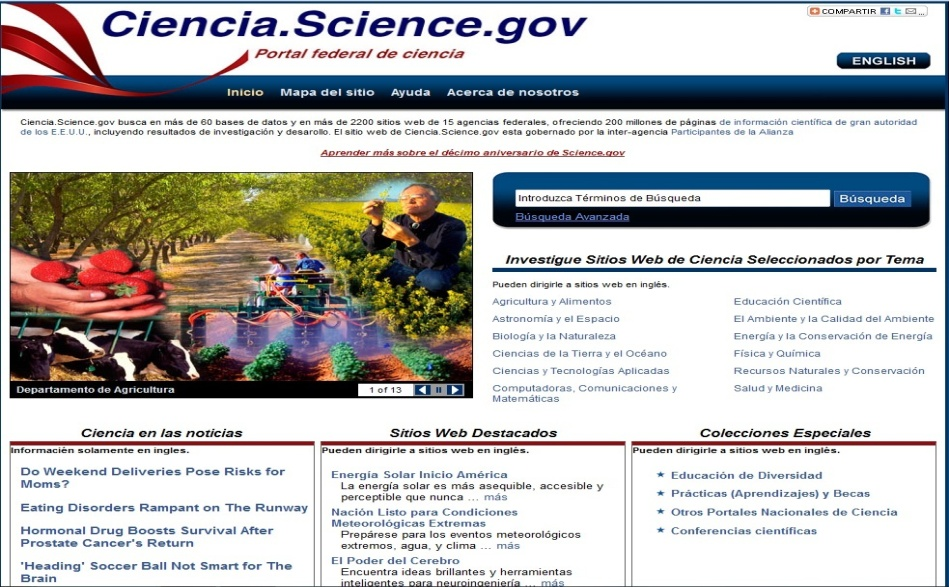 Ciencia.Science.gov
Portal federal de ciencia
COMPARTIR
ENGLISH
Inicio Mapa del sitio Ayuda Acerca de nosotros
Ciencia.Science.gov busca en más de 60 bases de datos y en más de 2200 sitios web de 15 agencias federales, ofreciendo 200 millones de páginas de información científica de gran autoridad
de los E.E.U.U., incluyendo resultados de investigación y desarollo. El sitio web de Ciencia.Science.gov esta gobernado por la inter-agencia Participantes de la Alianza
Aprender más sobre el décimo aniversario de Science.gov
Introduzca Términos de Búsqueda Búsqueda
Búsqueda Avanzada
Departamento de Agricultura 1 of 13
Investigue Sitios Web de Ciencia Seleccionados por Tema
Pueden dirigirle a sitios web en inglés.
Agricultura y Alimentos
Astronomía y el Espacio
Biología y la Naturaleza
Ciencias de la Tierra y el Océano
Ciencias y Tecnologías Aplicadas
Computadoras, Comunicaciones y
Matemáticas
Educación Científica
El Ambiente y la Calidad del Ambiente
Energía y la Conservación de Energía
Física y Química
Recursos Naturales y Conservación
Salud y Medicina
Ciencia en las noticias
Información solamente en ingles.
Do Weekend Deliveries Pose Risks for
Moms?
Eating Disorders Rampant on The Runway
Hormonal Drug Boosts Survival After
Prostate Cancer's Return
'Heading' Soccer Ball Not Smart for The
Brain
Sitios Web Destacados
Pueden dirigirle a sitios web en inglés.
Energía Solar Inicio América
La energía solar es más asequible, accesible y
perceptible que nunca ... más
Nación Listo para Condiciones
Meteorológicas Extremas
Prepárese para los eventos meteorológicos
extremos, agua, y clima ... más
El Poder del Cerebro
Encuentra ideas brillantes y herramientas
inteligentes para neuroingeniería ... más
Colecciones Especiales
Pueden dirigirle a sitios web en inglés.
Educación de Diversidad
Prácticas (Aprendizajes) y Becas
Otros Portales Nacionales de Ciencia
Conferencias científicas